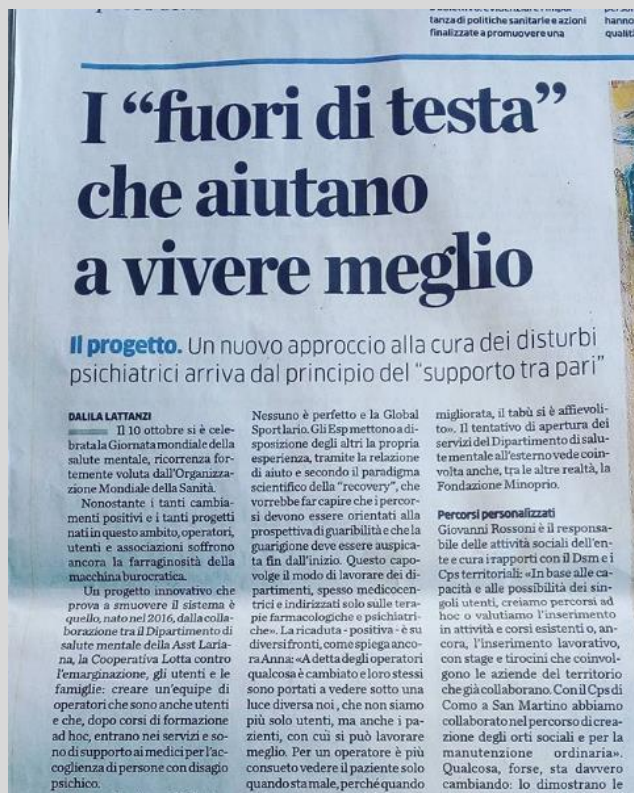 tanza di politiche sanitarie e azioni
finalizzate a promuovere una
hanno
I “fuori di testa”
che aiutano
a vivere meglio
Il progetto. Un nuovo approccio alla cura dei disturbi
psichiatrici arriva dal principio del “supporto tra pari”
DALILA LATTANZI
Il 10 ottobre si è cele-
brata la Giornata mondiale della
salute mentale, ricorrenza for-
temente voluta dall'Organizza-
zione Mondiale della Sanità.
Nonostante i tanti cambia-
menti positivi e i tanti progetti
nati in questo ambito, operatori,
utenti e associazioni soffrono
ancora la farraginosità della
macchina burocratica.
Un progetto innovativo che
prova a smuovere il sistema è
quello, nato nel 2016, dalla colla-
borazione tra il Dipartimento di
salute mentale della Asst Laria-
na, la Cooperativa Lotta contro
l'emarginazione, gli utenti e le
famiglie: creare un'equipe di
operatori che sono anche utenti
e che, dopo corsi di formazione
ad hoc, entrano nei servizi e so-
no di supporto ai medici per l'ac-
coglienza di persone con disagio
psichico.
Nessuno è perfetto e la Global
Sport lario. Gli Esp mettono a di-
sposizione degli altri la propria
esperienza, tramite la relazione
di aiuto e secondo il paradigma
scientifico della “recovery”, che
vorrebbe far capire che i percor-
si devono essere orientati alla
prospettiva di guaribilità e che la
guarigione deve essere auspica-
ta fin dall'inizio. Questo capo-
volge il modo di lavorare dei di-
partimenti, spesso medicocen-
trici e indirizzati solo sulle tera-
pie farmacologiche e psichiatri-
che». La ricaduta - positiva - è su
diversi fronti, come spiega anco-
ra Anna: «A detta degli operatori
qualcosa è cambiato e loro stessi
sono portati a vedere sotto una
luce diversa noi, che non siamo
più solo utenti, ma anche i pa-
zienti, con cui si può lavorare
meglio. Per un operatore è più
consueto vedere il paziente solo
quando sta male, perché quando
migliorata, il tabù si è affievoli-
to». Il tentativo di apertura dei
servizi del Dipartimento di salu-
te mentale all'esterno vede coin-
volta anche, tra le altre realtà, la
Fondazione Minoprio.
Percorsi personalizzati
Giovanni Rossoni è il responsa-
bile delle attività sociali dell'en-
te e cura i rapporti con il Dsm e i
Cps territoriali: «In base alle ca-
pacità e alle possibilità dei sin-
goli utenti, creiamo percorsi ad
hoc o valutiamo l'inserimento
in attività e corsi esistenti o, an-
cora, l'inserimento lavorativo,
con stage e tirocini che coinvol-
gono le aziende del territorio
che già collaborano. Con il Cps di
Como a San Martino abbiamo
collaborato nel percorso di crea-
zione degli orti sociali e per la
manutenzione ordinaria».
Qualcosa, forse, sta davvero
cambiando: lo dimostrano le